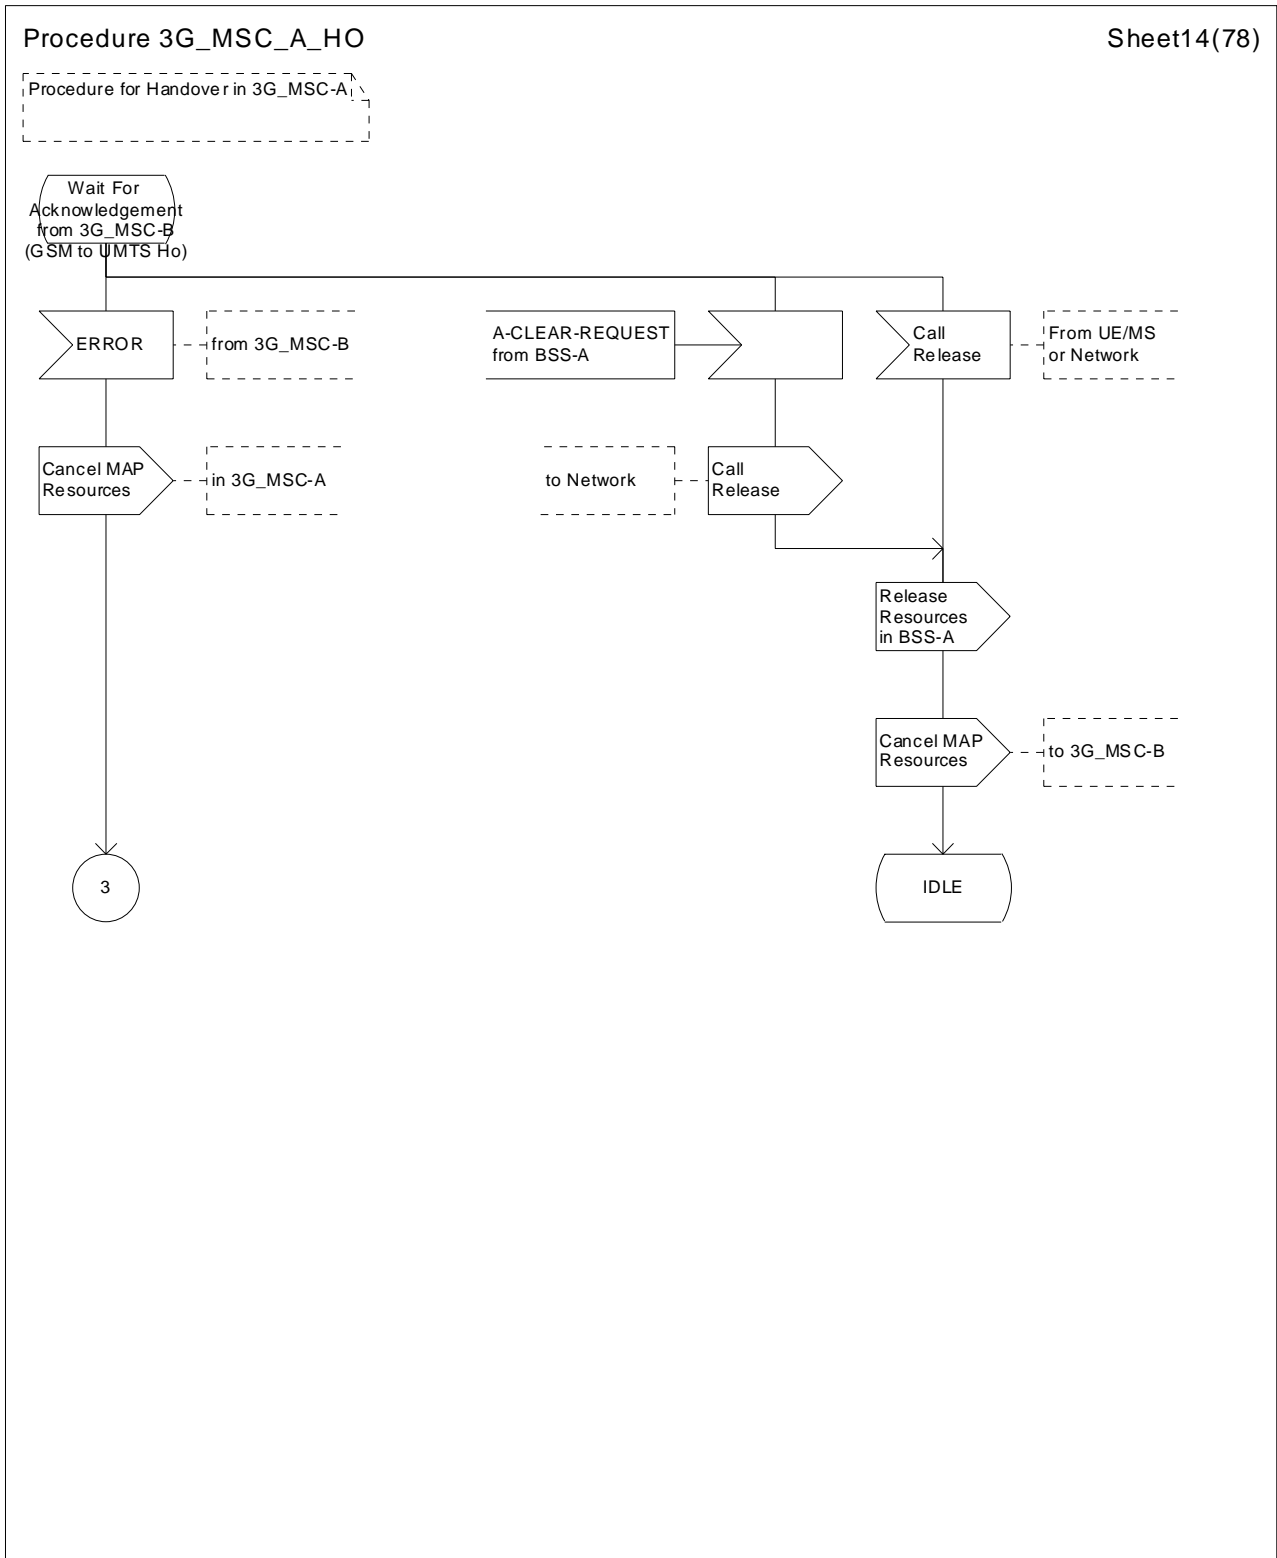 Procedure 3G_MSC_A_HO
Sheet14(78)
Procedure for Handover in 3G_MSC-A
Wait For
Acknowledgement
from 3G_MSC-B
(GSM to UMTS Ho)
ERROR
from 3G_MSC-B
A-CLEAR-REQUEST
from BSS-A
Call
Release
From UE/MS
or Network
Cancel MAP
Resources
in 3G_MSC-A
to Network
Call
Release
Release
Resources
in BSS-A
Cancel MAP
Resources
to 3G_MSC-B
3
IDLE